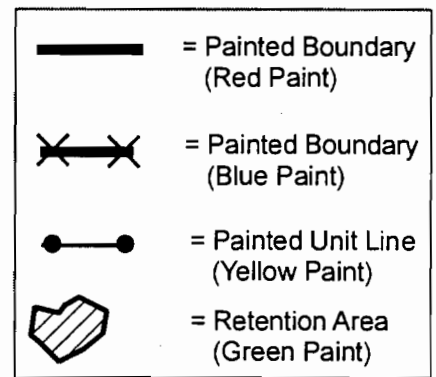 = Painted Boundary
(Red Paint)
= Painted Boundary
(Blue Paint)
= Painted Unit Line
(Yellow Paint)
= Retention Area
(Green Paint)